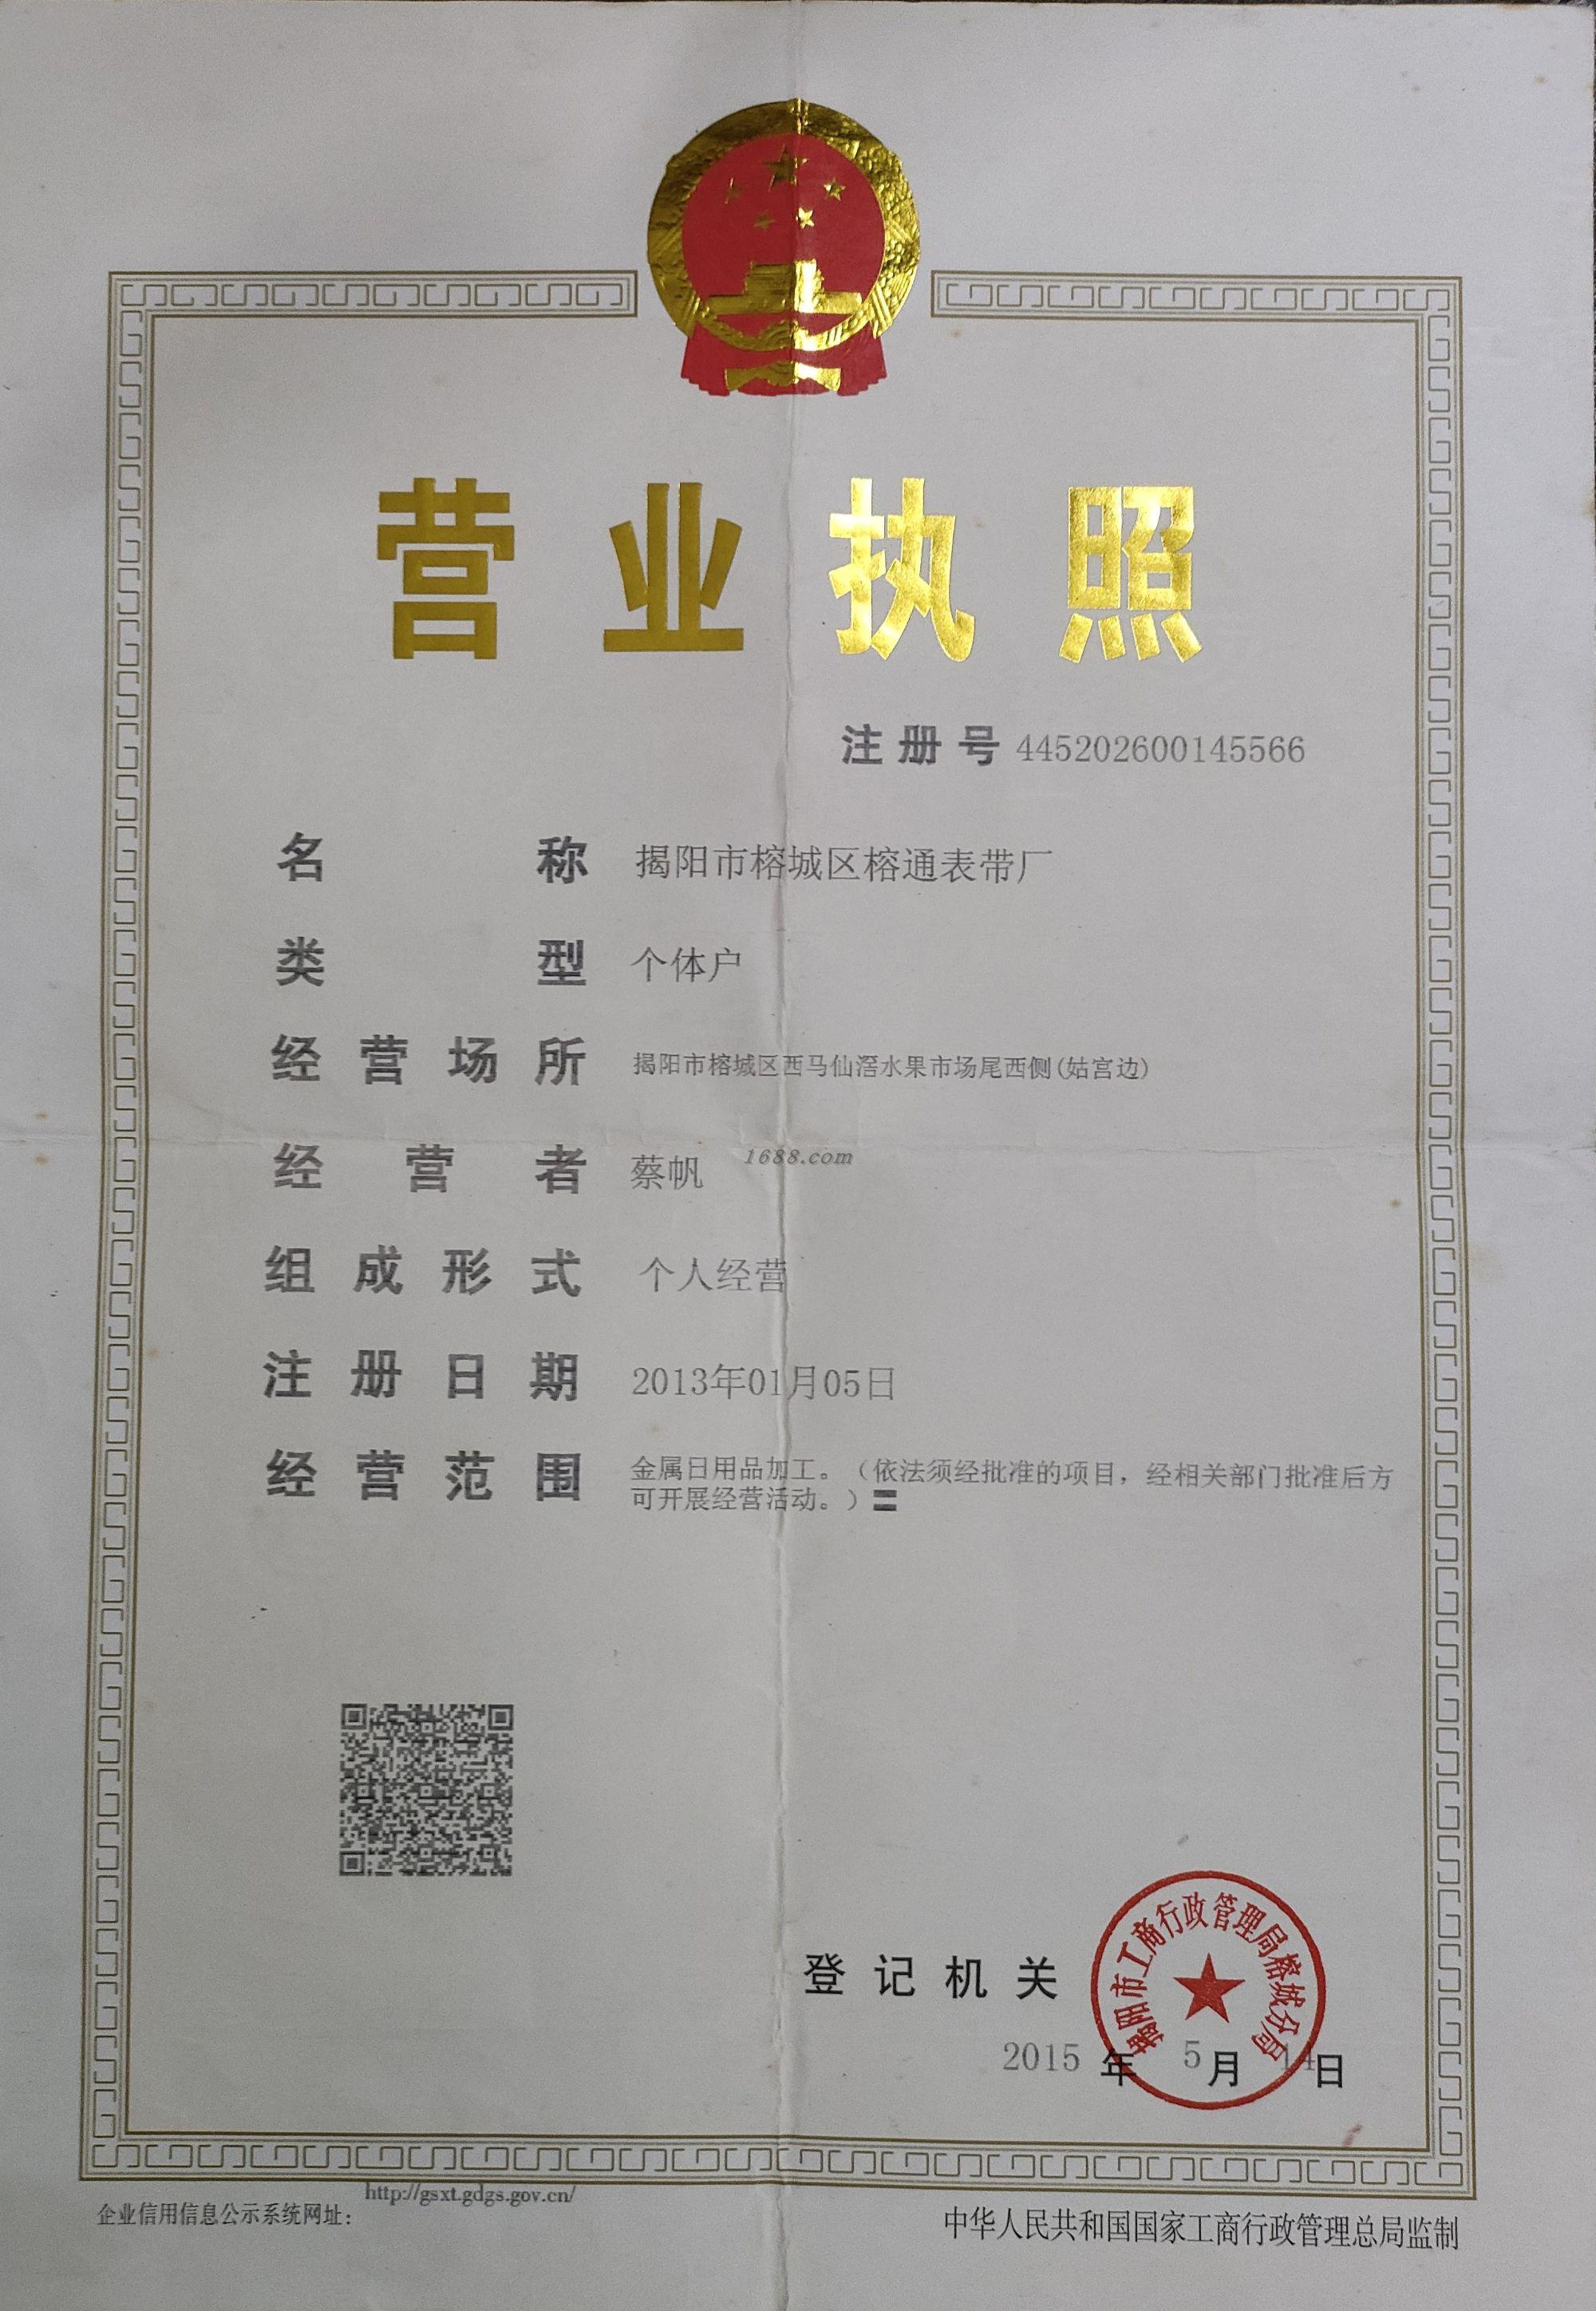 营业执照
注册号 445202600145566
名称 揭阳市榕城区榕通表带厂
类型 个体户
经营场所 揭阳市榕城区西马仙滘水果市场尾西侧(姑宫边)
经营者 蔡帆
1688.com
组成形式 个人经营
注册日期 2013年01月05日
经营范围 金属日用品加工。（依法须经批准的项目，经相关部门批准后方
可开展经营活动。）〓
登记机关
揭阳市工商行政管理局榕城分局
2015年5月14日
企业信用信息公示系统网址：http://gsxt.gdgs.gov.cn/
中华人民共和国国家工商行政管理总局监制